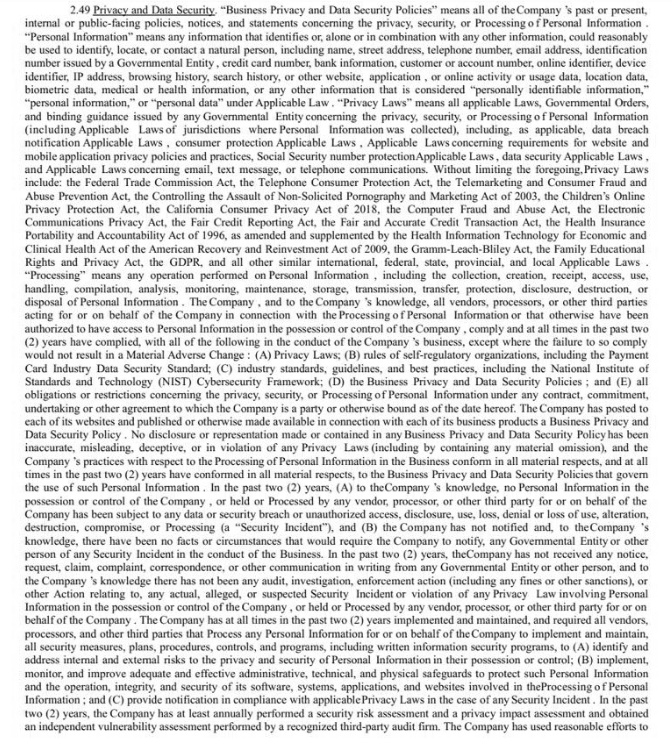 2.49 Privacy and Data Security. “Business Privacy and Data Security Policies” means all of the Company ’s past or present,
internal or public-facing policies, notices, and statements concerning the privacy, security, or Processing of Personal Information .
“Personal Information” means any information that identifies or, alone or in combination with any other information, could reasonably
be used to identify, locate, or contact a natural person, including name, street address, telephone number, email address, identification
number issued by a Governmental Entity , credit card number, bank information, customer or account number, online identifier, device
identifier, IP address, browsing history, search history, or other website, application , or online activity or usage data, location data,
biometric data, medical or health information, or any other information that is considered “personally identifiable information,”
“personal information,” or “personal data” under Applicable Law . “Privacy Laws” means all applicable Laws, Governmental Orders,
and binding guidance issued by any Governmental Entity concerning the privacy, security, or Processing of Personal Information
(including Applicable Laws of jurisdictions where Personal Information was collected), including, as applicable, data breach
notification Applicable Laws , consumer protection Applicable Laws , Applicable Laws concerning requirements for website and
mobile application privacy policies and practices, Social Security number protection Applicable Laws , data security Applicable Laws ,
and Applicable Laws concerning email, text message, or telephone communications. Without limiting the foregoing, Privacy Laws
include: the Federal Trade Commission Act, the Telephone Consumer Protection Act, the Telemarketing and Consumer Fraud and
Abuse Prevention Act, the Controlling the Assault of Non-Solicited Pornography and Marketing Act of 2003, the Children’s Online
Privacy Protection Act, the California Consumer Privacy Act of 2018, the Computer Fraud and Abuse Act, the Electronic
Communications Privacy Act, the Fair Credit Reporting Act, the Fair and Accurate Credit Transaction Act, the Health Insurance
Portability and Accountability Act of 1996, as amended and supplemented by the Health Information Technology for Economic and
Clinical Health Act of the American Recovery and Reinvestment Act of 2009, the Gramm-Leach-Bliley Act, the Family Educational
Rights and Privacy Act, the GDPR, and all other similar international, federal, state, provincial, and local Applicable Laws .
“Processing” means any operation performed on Personal Information , including the collection, creation, receipt, access, use,
handling, compilation, analysis, monitoring, maintenance, storage, transmission, transfer, protection, disclosure, destruction, or
disposal of Personal Information . The Company , and to the Company ’s knowledge, all vendors, processors, or other third parties
acting for or on behalf of the Company in connection with the Processing of Personal Information or that otherwise have been
authorized to have access to Personal Information in the possession or control of the Company , comply and at all times in the past two
(2) years have complied, with all of the following in the conduct of the Company ’s business, except where the failure to so comply
would not result in a Material Adverse Change : (A) Privacy Laws; (B) rules of self-regulatory organizations, including the Payment
Card Industry Data Security Standard; (C) industry standards, guidelines, and best practices, including the National Institute of
Standards and Technology (NIST) Cybersecurity Framework; (D) the Business Privacy and Data Security Policies ; and (E) all
obligations or restrictions concerning the privacy, security, or Processing of Personal Information under any contract, commitment,
undertaking or other agreement to which the Company is a party or otherwise bound as of the date hereof. The Company has posted to
each of its websites and published or otherwise made available in connection with each of its business products a Business Privacy and
Data Security Policy . No disclosure or representation made or contained in any Business Privacy and Data Security Policy has been
inaccurate, misleading, deceptive, or in violation of any Privacy Laws (including by containing any material omission), and the
Company ’s practices with respect to the Processing of Personal Information in the Business conform in all material respects, and at all
times in the past two (2) years have conformed in all material respects, to the Business Privacy and Data Security Policies that govern
the use of such Personal Information . In the past two (2) years, (A) to the Company ’s knowledge, no Personal Information in the
possession or control of the Company , or held or Processed by any vendor, processor, or other third party for or on behalf of the
Company has been subject to any data or security breach or unauthorized access, disclosure, use, loss, denial or loss of use, alteration,
destruction, compromise, or Processing (a “Security Incident”), and (B) the Company has not notified and, to the Company ’s
knowledge, there have been no facts or circumstances that would require the Company to notify, any Governmental Entity or other
person of any Security Incident in the conduct of the Business. In the past two (2) years, the Company has not received any notice,
request, claim, complaint, correspondence, or other communication in writing from any Governmental Entity or other person, and to
the Company ’s knowledge there has not been any audit, investigation, enforcement action (including any fines or other sanctions), or
other Action relating to, any actual, alleged, or suspected Security Incident or violation of any Privacy Law involving Personal
Information in the possession or control of the Company , or held or Processed by any vendor, processor, or other third party for or on
behalf of the Company . The Company has at all times in the past two (2) years implemented and maintained, and required all vendors,
processors, and other third parties that Process any Personal Information for or on behalf of the Company to implement and maintain,
all security measures, plans, procedures, controls, and programs, including written information security programs, to (A) identify and
address internal and external risks to the privacy and security of Personal Information in their possession or control; (B) implement,
monitor, and improve adequate and effective administrative, technical, and physical safeguards to protect such Personal Information
and the operation, integrity, and security of its software, systems, applications, and websites involved in the Processing of Personal
Information ; and (C) provide notification in compliance with applicable Privacy Laws in the case of any Security Incident . In the past
two (2) years, the Company has at least annually performed a security risk assessment and a privacy impact assessment and obtained
an independent vulnerability assessment performed by a recognized third-party audit firm. The Company has used reasonable efforts to